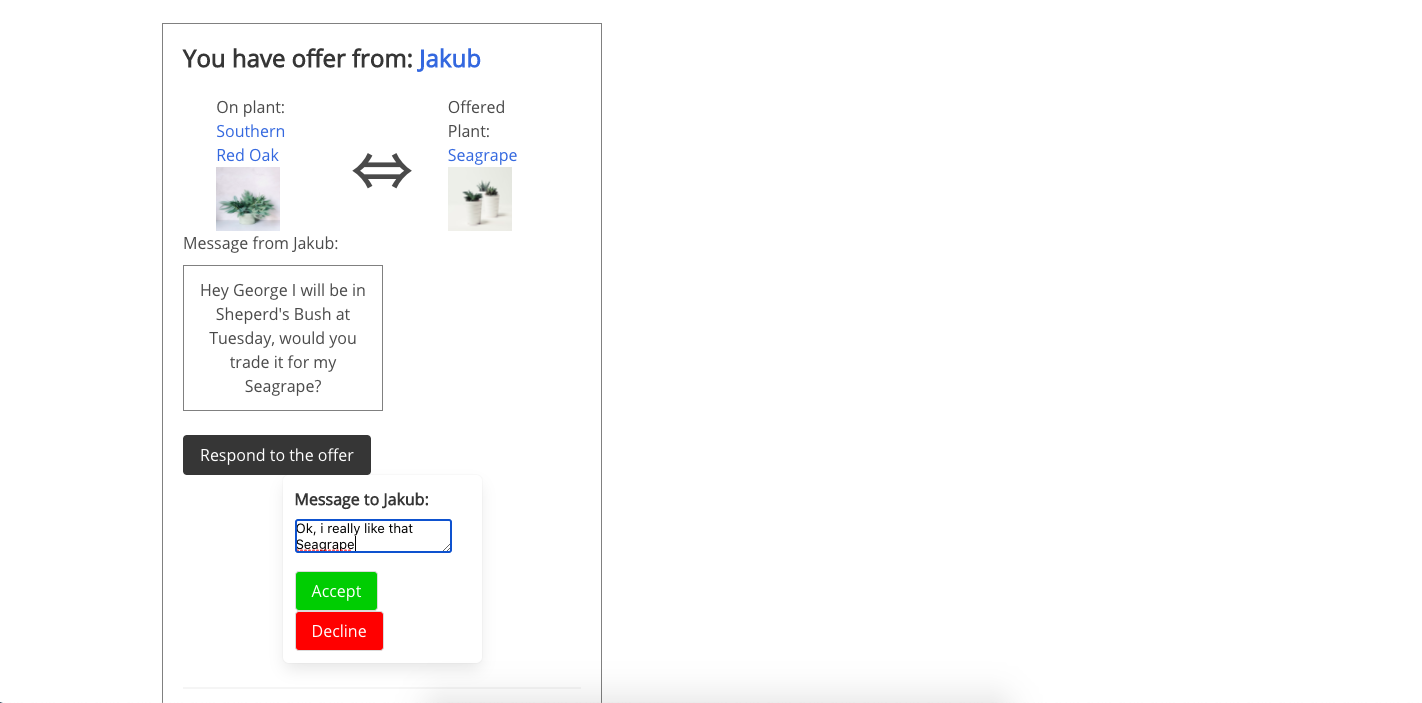 You have offer from: Jakub
On plant:
Southern
Red Oak
Offered
Plant:
Seagrape
Message from Jakub:
Hey George I will be in
Sheperd's Bush at
Tuesday, would you
trade it for my
Seagrape?
Respond to the offer
Message to Jakub:
Ok, i really like that
Seagrape
Accept
Decline